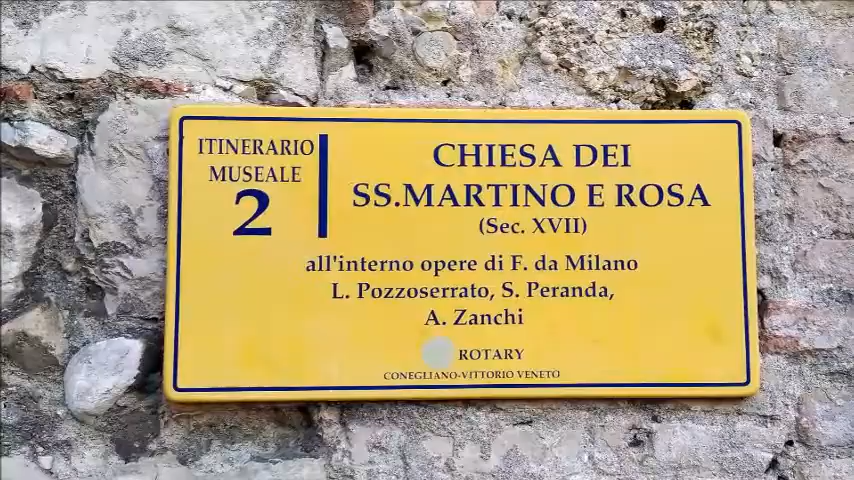 ITINERARIO
MUSEALE
2
CHIESA DEI
SS.MARTINO E ROSA
(Sec. XVII)
all'interno opere di F. da Milano
L. Pozzoserrato, S. Peranda,
A. Zanchi
ROTARY
CONEGLIANO-VITTORIO VENETO